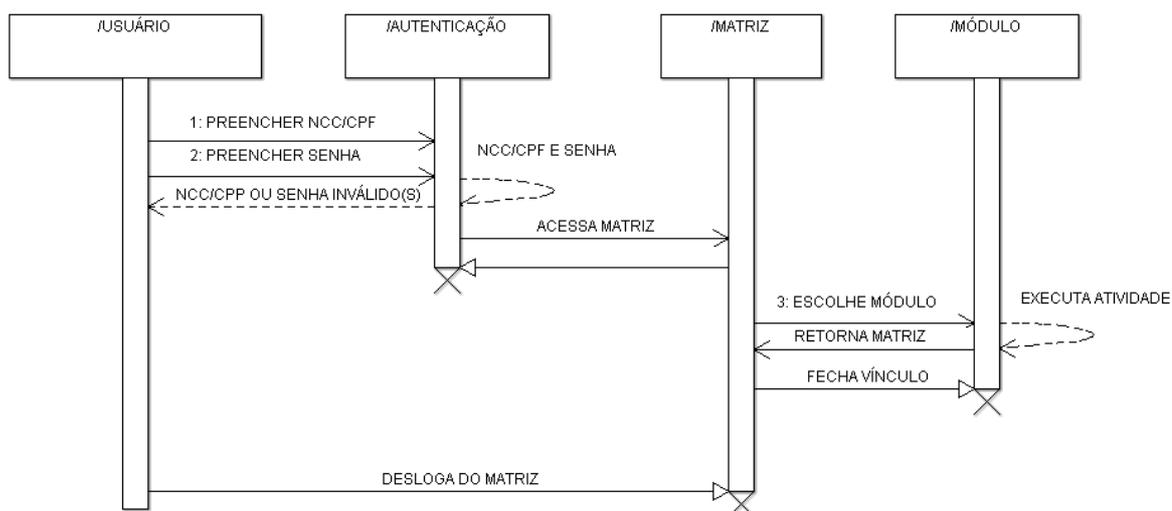 /USUÁRIO
/AUTENTICAÇÃO
/MATRIZ
/MÓDULO
1: PREENCHER NCC/CPF
2: PREENCHER SENHA
NCC/CPF E SENHA
NCC/CPP OU SENHA INVÁLIDO(S)
ACESSA MATRIZ
3: ESCOLHE MÓDULO
EXECUTA ATIVIDADE
RETORNA MATRIZ
FECHA VÍNCULO
DESLOGA DO MATRIZ